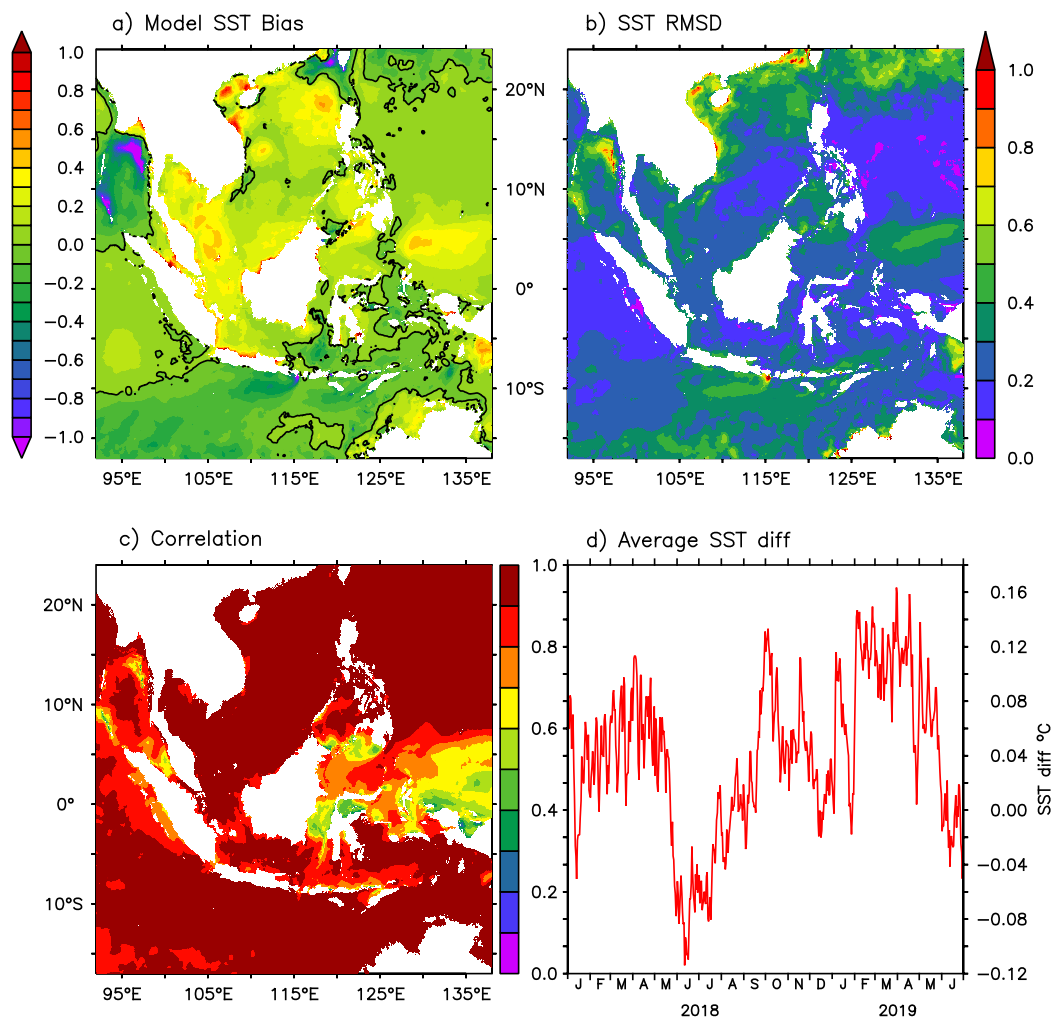 a) Model SST Bias
b) SST RMSD
1.0
0.8
0.6
0.4
0.2
0.0
−0.2
−0.4
−0.6
−0.8
−1.0
20°N
10°N
0°
10°S
95°E 105°E 115°E 125°E 135°E
95°E 105°E 115°E 125°E 135°E
1.0
0.8
0.6
0.4
0.2
0.0
c) Correlation
d) Average SST diff
20°N
10°N
0°
10°S
95°E 105°E 115°E 125°E 135°E
1.0
0.8
0.6
0.4
0.2
0.0
0.16
0.12
0.08
0.04
0.00
−0.04
−0.08
−0.12
SST diff °C
J F M A M J J A S O N D J F M A M J
2018 2019